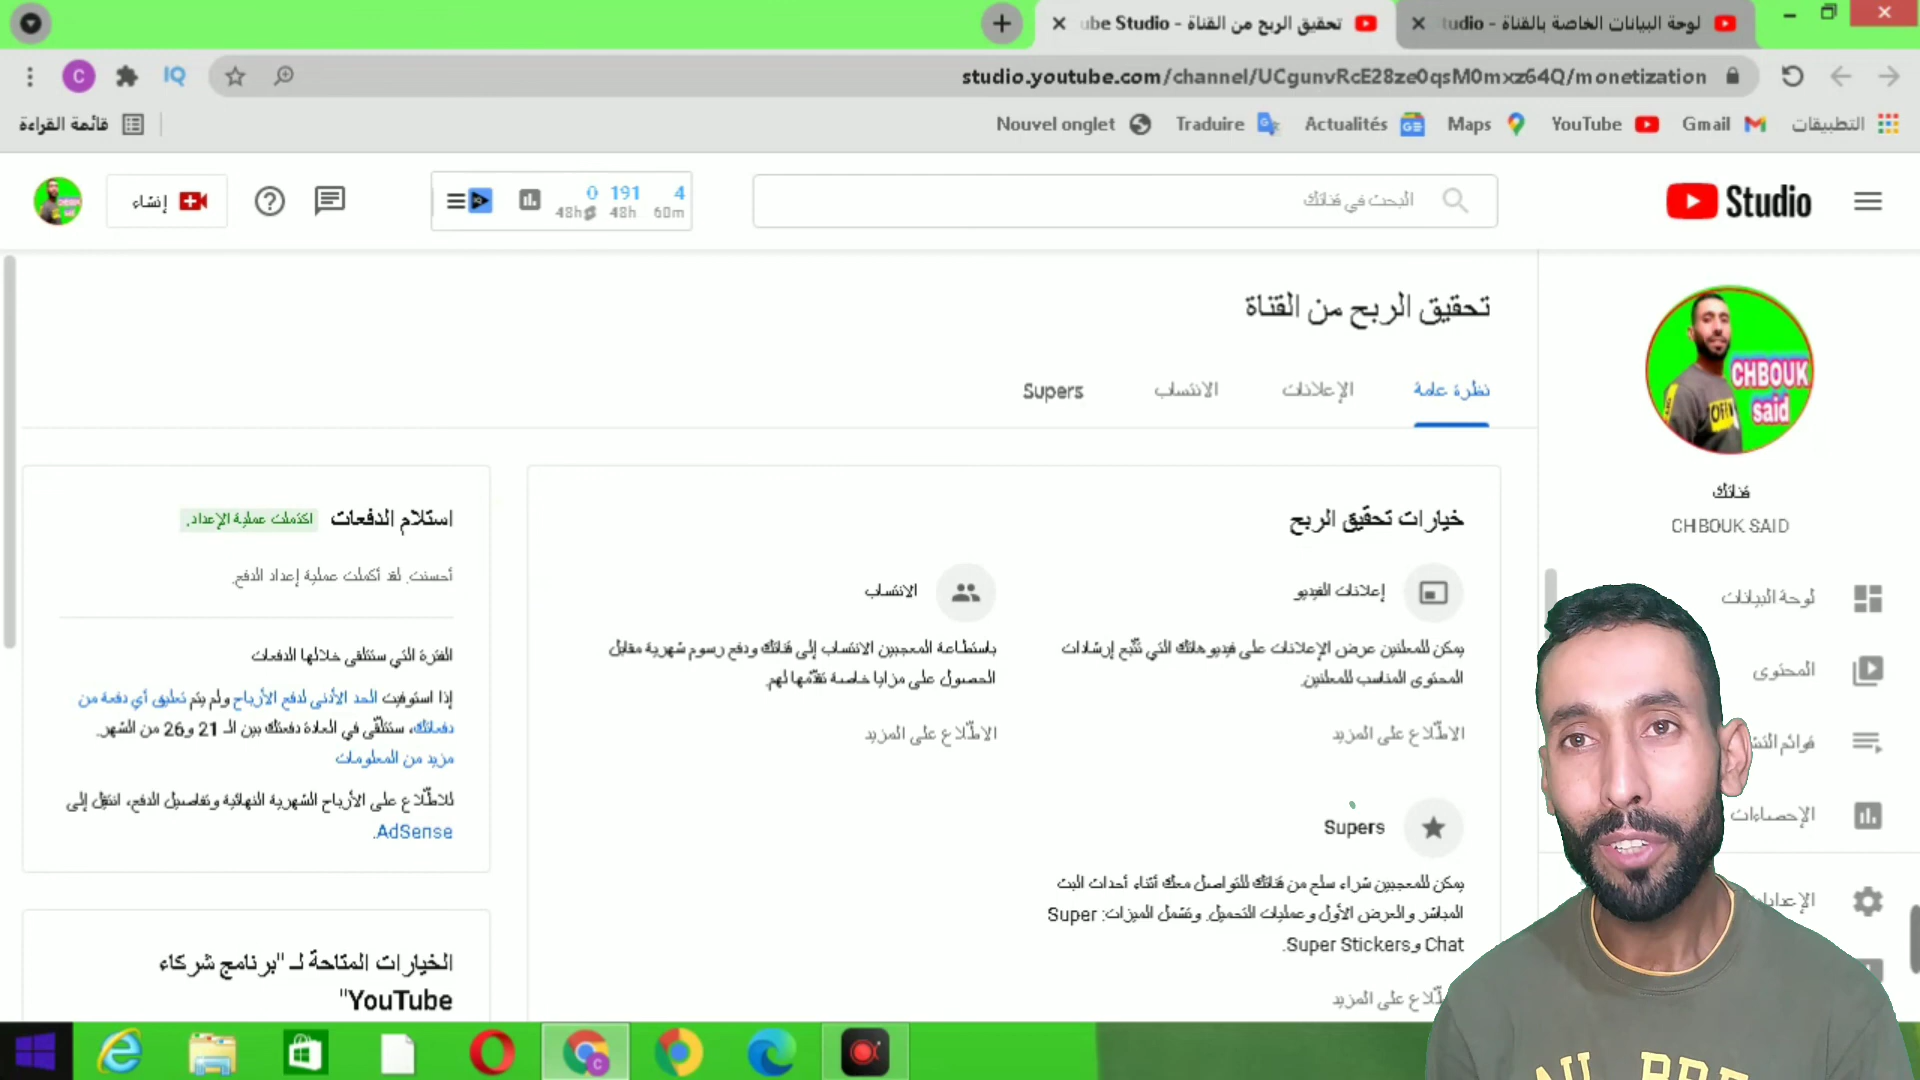 لوحة البيانات الخاصة بالقناة - tudio
تحقيق الربح من القناة - ube Studio
studio.youtube.com/channel/UCgunvRcE28ze0qsM0mxz64Q/monetization
IQ
C
التطبيقات
Gmail
YouTube
Maps
Actualités
Traduire
Nouvel onglet
قائمة القراءة
Studio
البحث في قناتك
0 191 4
48h 48h 60m
إنشاء
تحقيق الربح من القناة
نظرة عامة
الإعلانات
الانتساب
Supers
CHBOUK
said
قناتك
CHBOUK SAID
لوحة البيانات
المحتوى
قوائم
الإحصاءات
خيارات تحقيق الربح
إعلانات الفيديو
يمكن للمعلنين عرض الإعلانات على فيديوهاتك التي تتّبع إرشادات
المحتوى المناسب للمعلنين.
الاطّلاع على المزيد
الانتساب
باستطاعة المعجبين الانتساب إلى قناتك ودفع رسوم شهرية مقابل
الحصول على مزايا خاصة تقدّمها لهم.
الاطّلاع على المزيد
Supers
يمكن للمعجبين شراء سلع من قناتك للتواصل معك أثناء أحداث البث
المباشر والعرض الأول وعمليات التحميل. وتشمل الميزات: Super
Chat وSuper Stickers.
على المزيد
استلام الدفعات
اكتملت عملية الإعداد.
أحسنت. لقد أكملت عملية إعداد الدفع.
الفترة التي ستتلقى خلالها الدفعات
إذا استوفيت الحد الأدنى لدفع الأرباح ولم يتم تعليق أي دفعة من
دفعاتك، ستتلقّى في العادة دفعتك بين الـ 21 و26 من الشهر.
مزيد من المعلومات
للاطّلاع على الأرباح الشهرية النهائية وتفاصيل الدفع، انتقِل إلى
AdSense.
الخيارات المتاحة لـ "برنامج شركاء
YouTube"